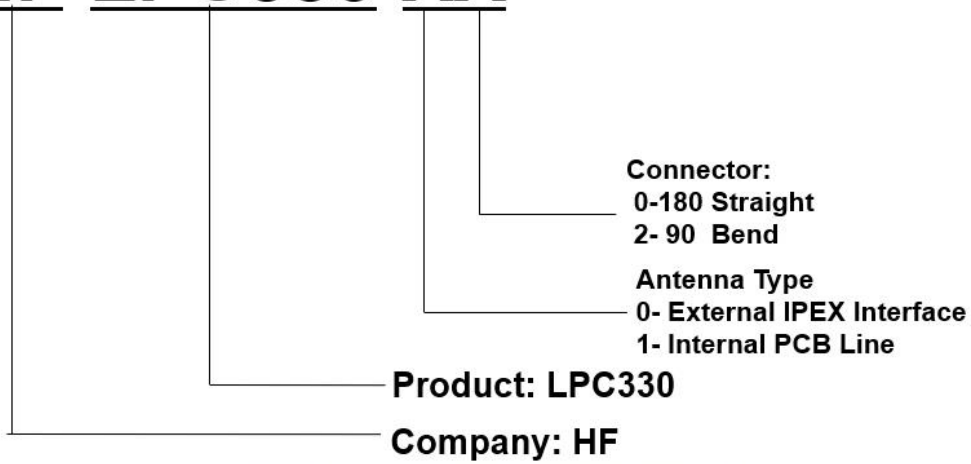 Connector:
0-180 Straight
2- 90 Bend
Antenna Type
0- External IPEX Interface
1- Internal PCB Line
Product: LPC330
Company: HF